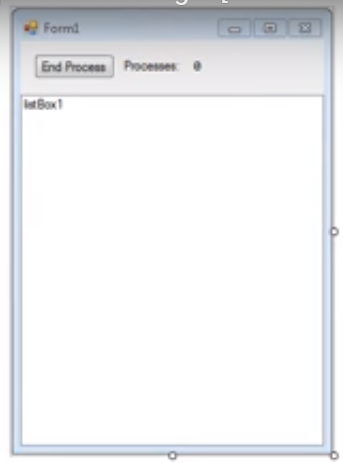 Form1
End Process Processes: 0
listBox1